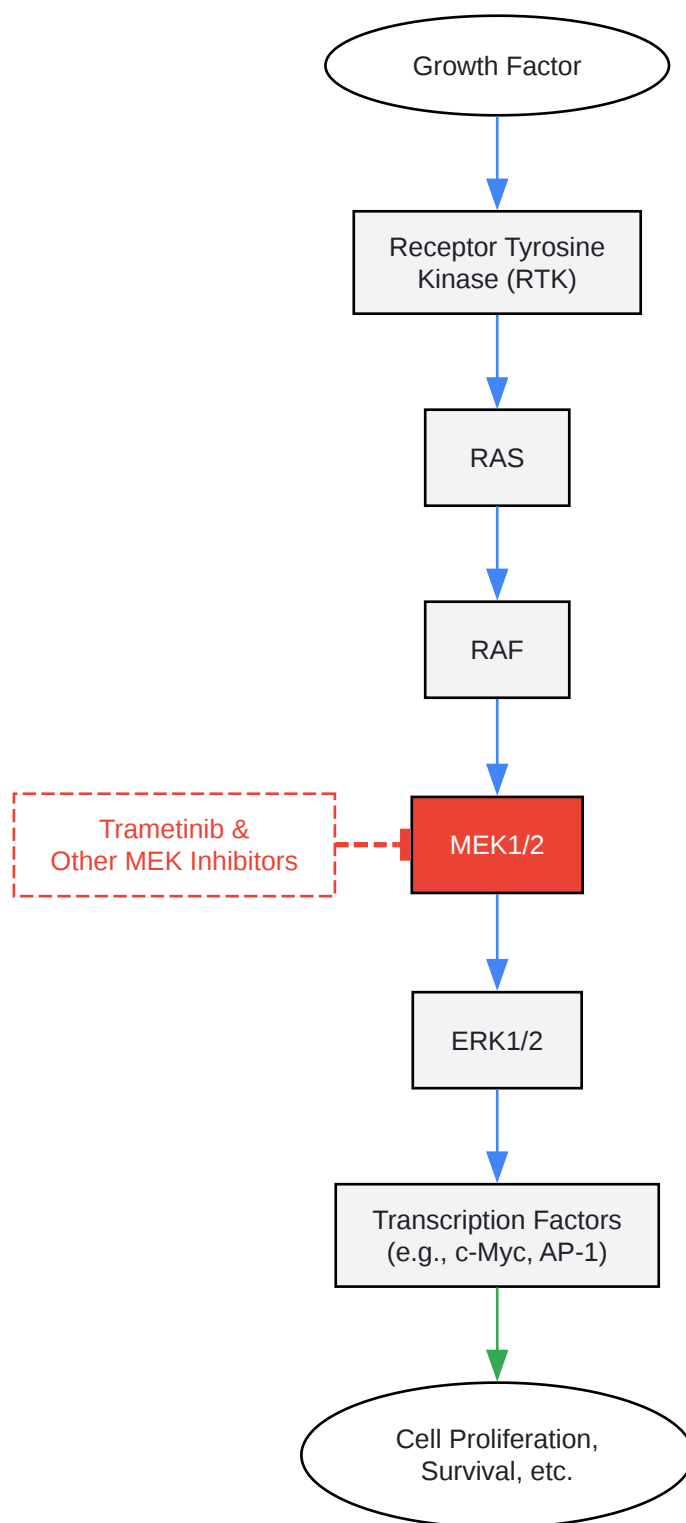 Growth Factor
Receptor Tyrosine
Kinase (RTK)
RAS
RAF
Trametinib &
Other MEK Inhibitors
MEK1/2
ERK1/2
Transcription Factors
(e.g., c-Myc, AP-1)
Cell Proliferation,
Survival, etc.